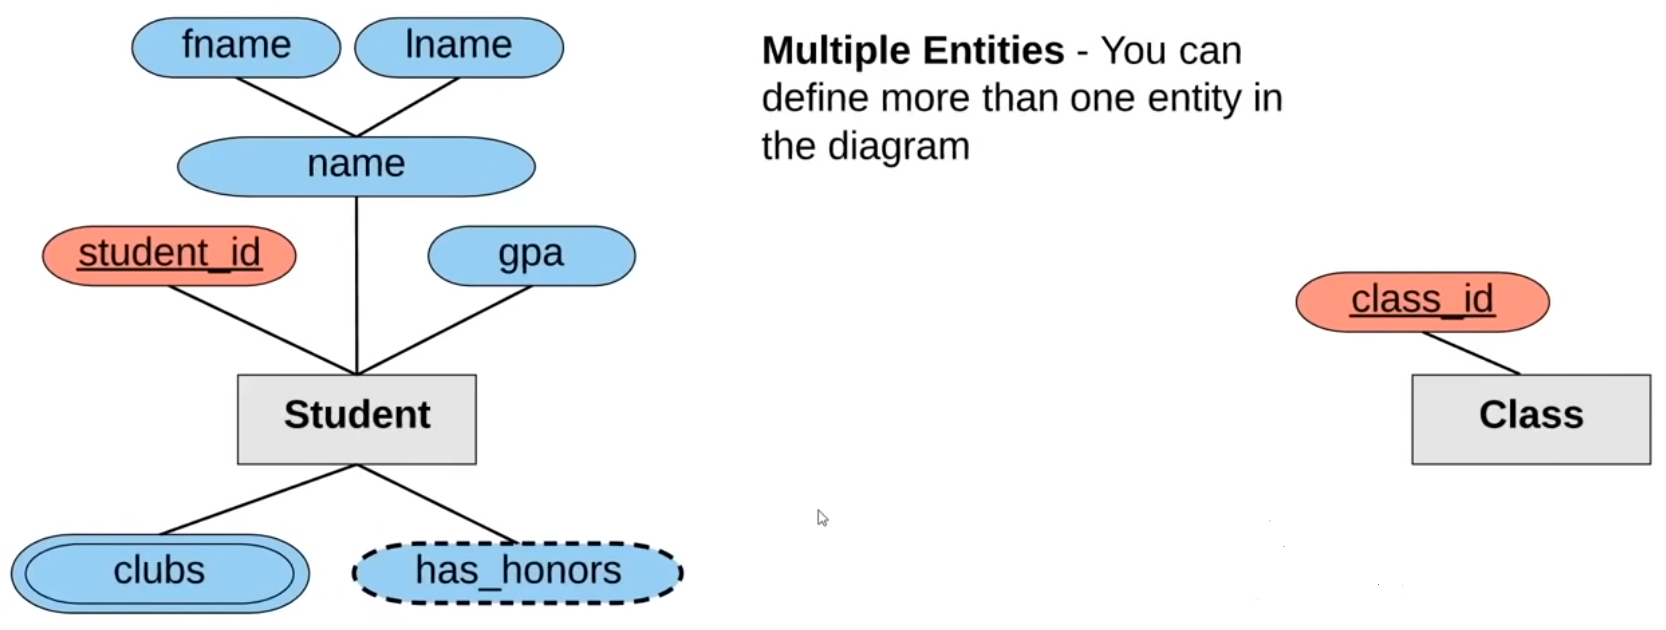 fname
lname
Multiple Entities - You can
define more than one entity in
the diagram
name
student_id
gpa
class_id
Student
Class
clubs
has_honors